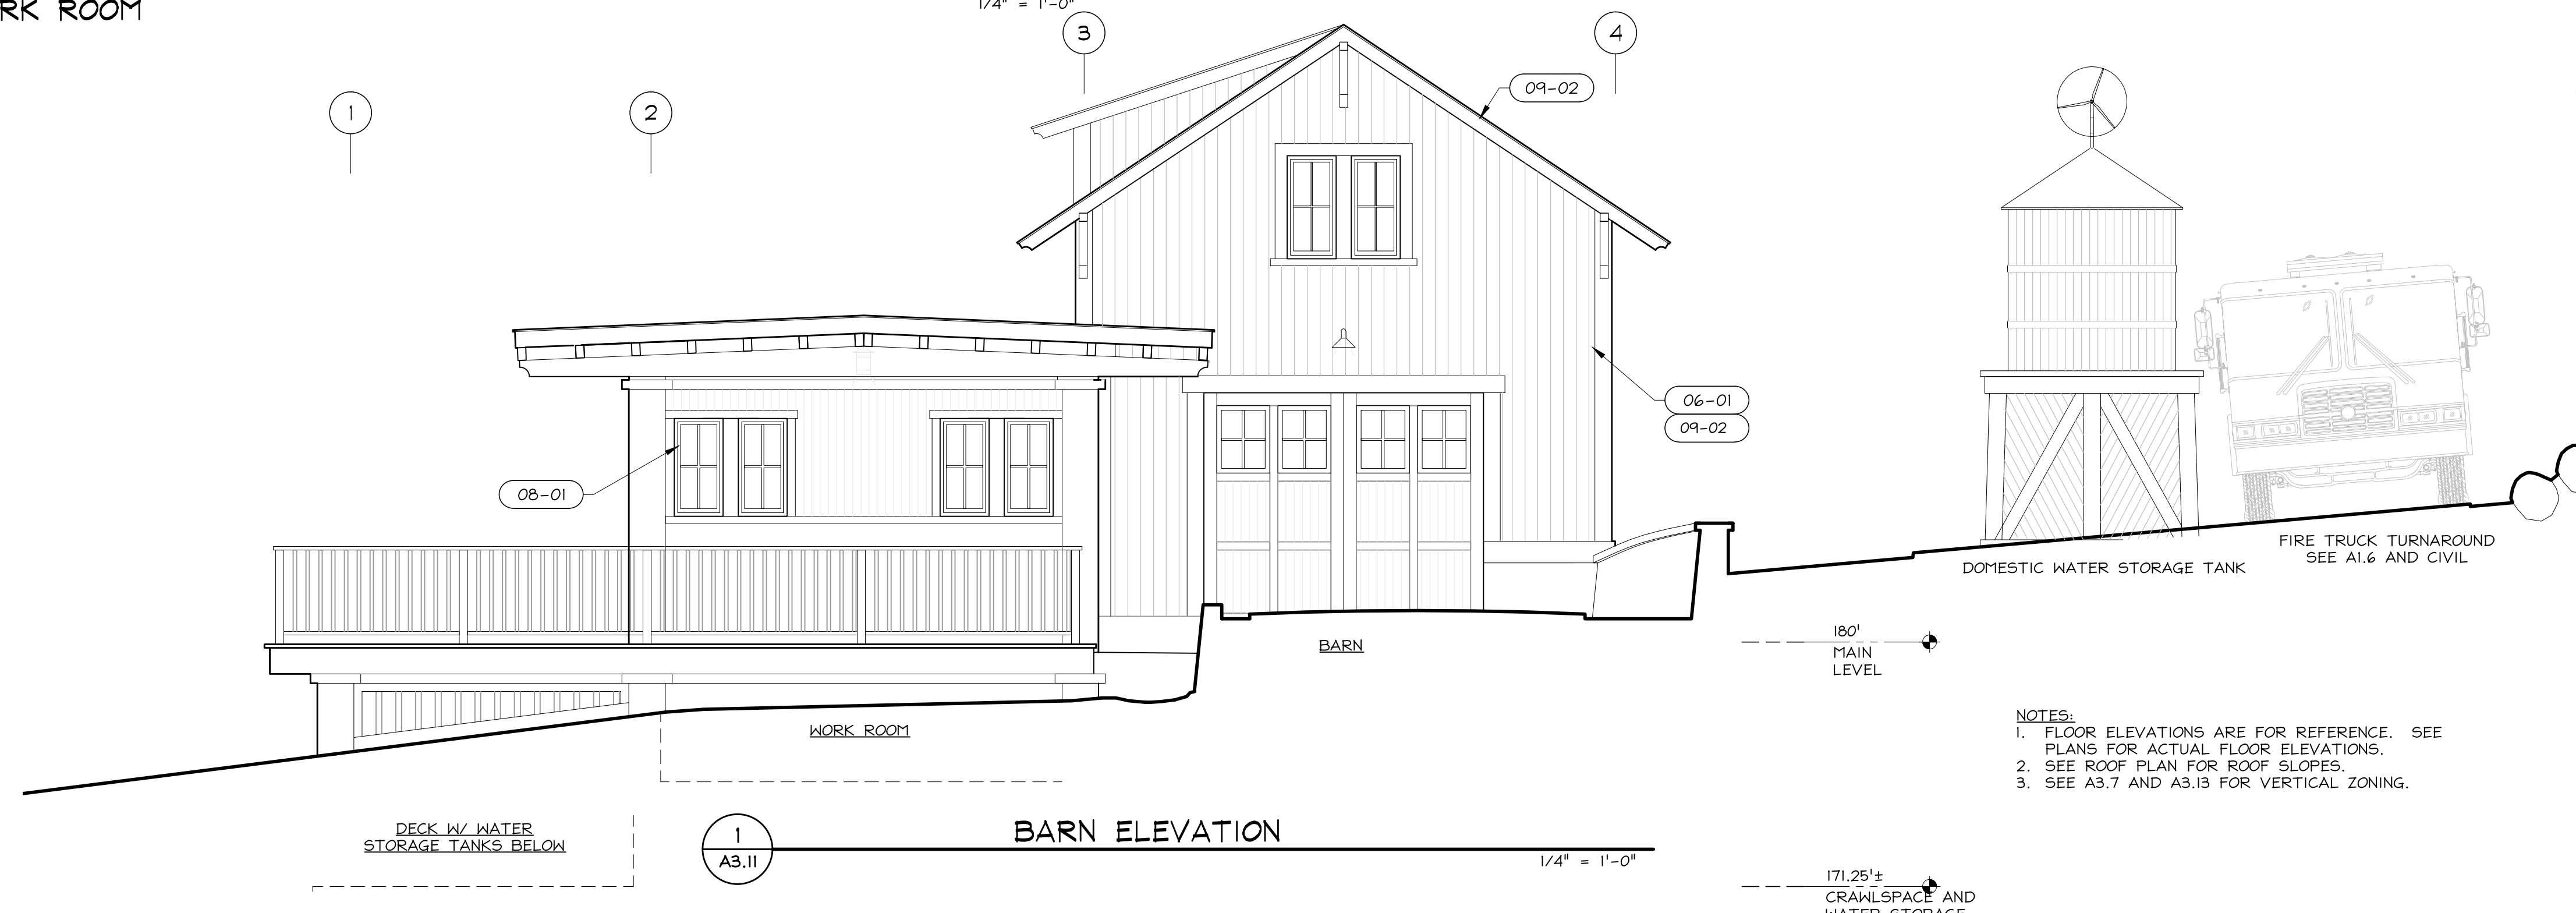 RK ROOM
1/4" = 1'-0"
1
2
3
4
09-02
06-01
09-02
08-01
FIRE TRUCK TURNAROUND
SEE A1.6 AND CIVIL
DOMESTIC WATER STORAGE TANK
BARN
180'
MAIN
LEVEL
WORK ROOM
NOTES:
1. FLOOR ELEVATIONS ARE FOR REFERENCE. SEE
PLANS FOR ACTUAL FLOOR ELEVATIONS.
2. SEE ROOF PLAN FOR ROOF SLOPES.
3. SEE A3.7 AND A3.13 FOR VERTICAL ZONING.
DECK W/ WATER
STORAGE TANKS BELOW
1
A3.11
BARN ELEVATION
1/4" = 1'-0"
171.25'±
CRAWLSPACE AND
WATER STORAGE